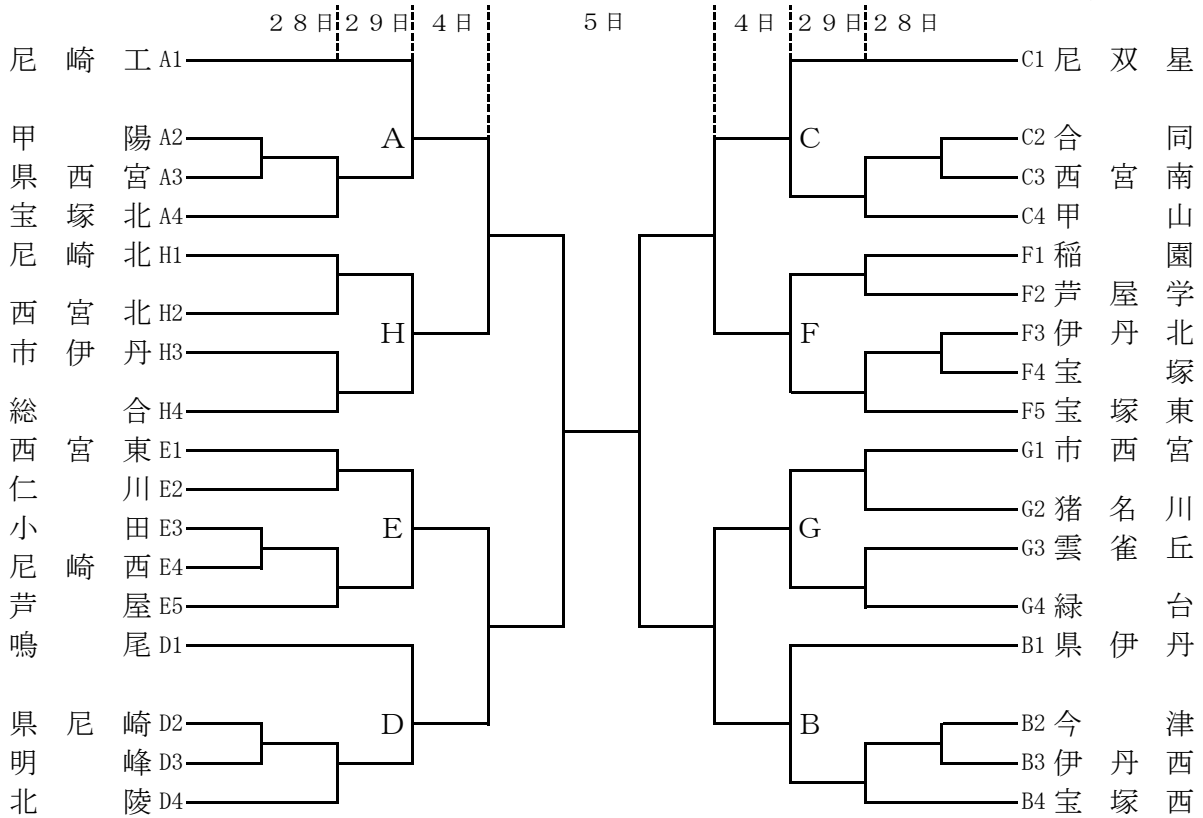 ２８日 ２９日 ４日 ５日 ４日 ２９日 ２８日
尼崎工 A1 C1 尼双星
甲陽 A2 A C C2 合同
県西宮 A3 C3 西宮南
宝塚北 A4 C4 甲山
尼崎北 H1 F1 稲園
F2 芦屋学
西宮北 H2
H F F3 伊丹北
市伊丹 H3
F4 宝塚
総合 H4 F5 宝塚東
西宮東 E1 G1 市西宮
仁川 E2
G2 猪名川
小田 E3 E G
G3 雲雀丘
尼崎西 E4
芦屋 E5 G4 緑台
鳴尾 D1 B1 県伊丹
県尼崎 D2 D B B2 今津
明峰 D3 B3 伊丹西
北陵 D4 B4 宝塚西